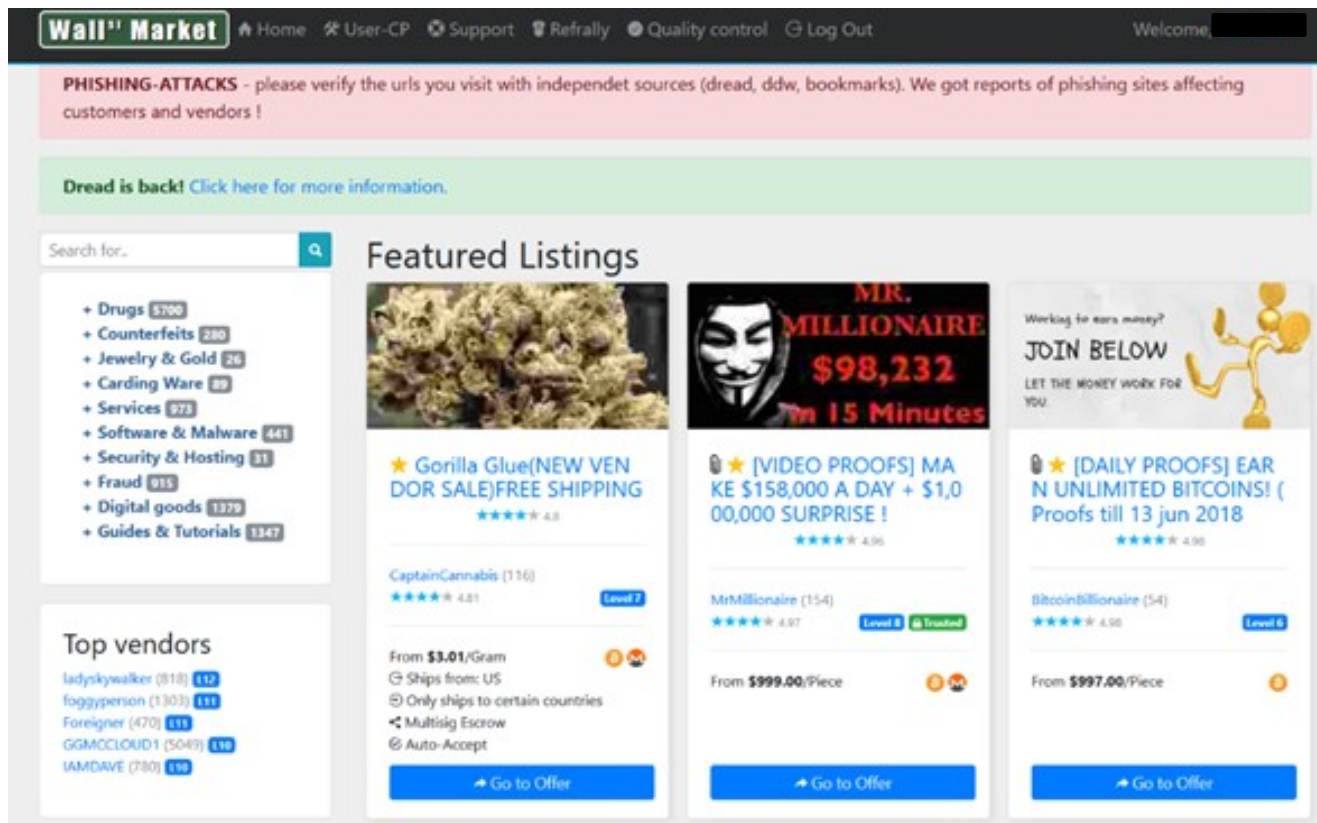 Wall ST Market
Home User-CP Support Refrally Quality control Log Out Welcome,
PHISHING-ATTACKS - please verify the urls you visit with independet sources (dread, ddw, bookmarks). We got reports of phishing sites affecting
customers and vendors !
Dread is back! Click here for more information.
Search for..
+ Drugs 5700
+ Counterfeits 280
+ Jewelry & Gold 26
+ Carding Ware 89
+ Services 973
+ Software & Malware 441
+ Security & Hosting 31
+ Fraud 915
+ Digital goods 1379
+ Guides & Tutorials 1347
Top vendors
ladyskywalker (818) L12
foggyperson (1303) L11
Foreigner (470) L11
GGMCCLOUD1 (5049) L10
IAMDAVE (780) L10
Featured Listings
Gorilla Glue(NEW VEN
DOR SALE)FREE SHIPPING
4.8
CaptainCannabis (116)
4.81 Level 7
From $3.01/Gram
Ships from: US
Only ships to certain countries
Multisig Escrow
Auto-Accept
Go to Offer
MR.
MILLIONAIRE
$98,232
in 15 Minutes
[VIDEO PROOFS] MA
KE $158,000 A DAY + $1,0
00,000 SURPRISE !
4.96
MrMillionaire (154)
4.97 Level 8 Trusted
From $999.00/Piece
Go to Offer
Working to earn money?
JOIN BELOW
LET THE MONEY WORK FOR
YOU.
[DAILY PROOFS] EAR
N UNLIMITED BITCOINS! (
Proofs till 13 jun 2018
4.98
BitcoinBillionaire (54)
4.98 Level 6
From $997.00/Piece
Go to Offer